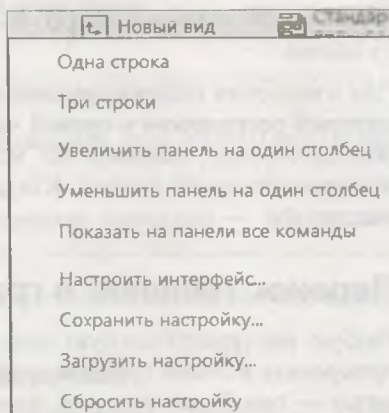 Новый вид
Стандар
Одна строка
Три строки
Увеличить панель на один столбец
Уменьшить панель на один столбец
Показать на панели все команды
Настроить интерфейс...
Сохранить настройку...
Загрузить настройку...
Сбросить настройку